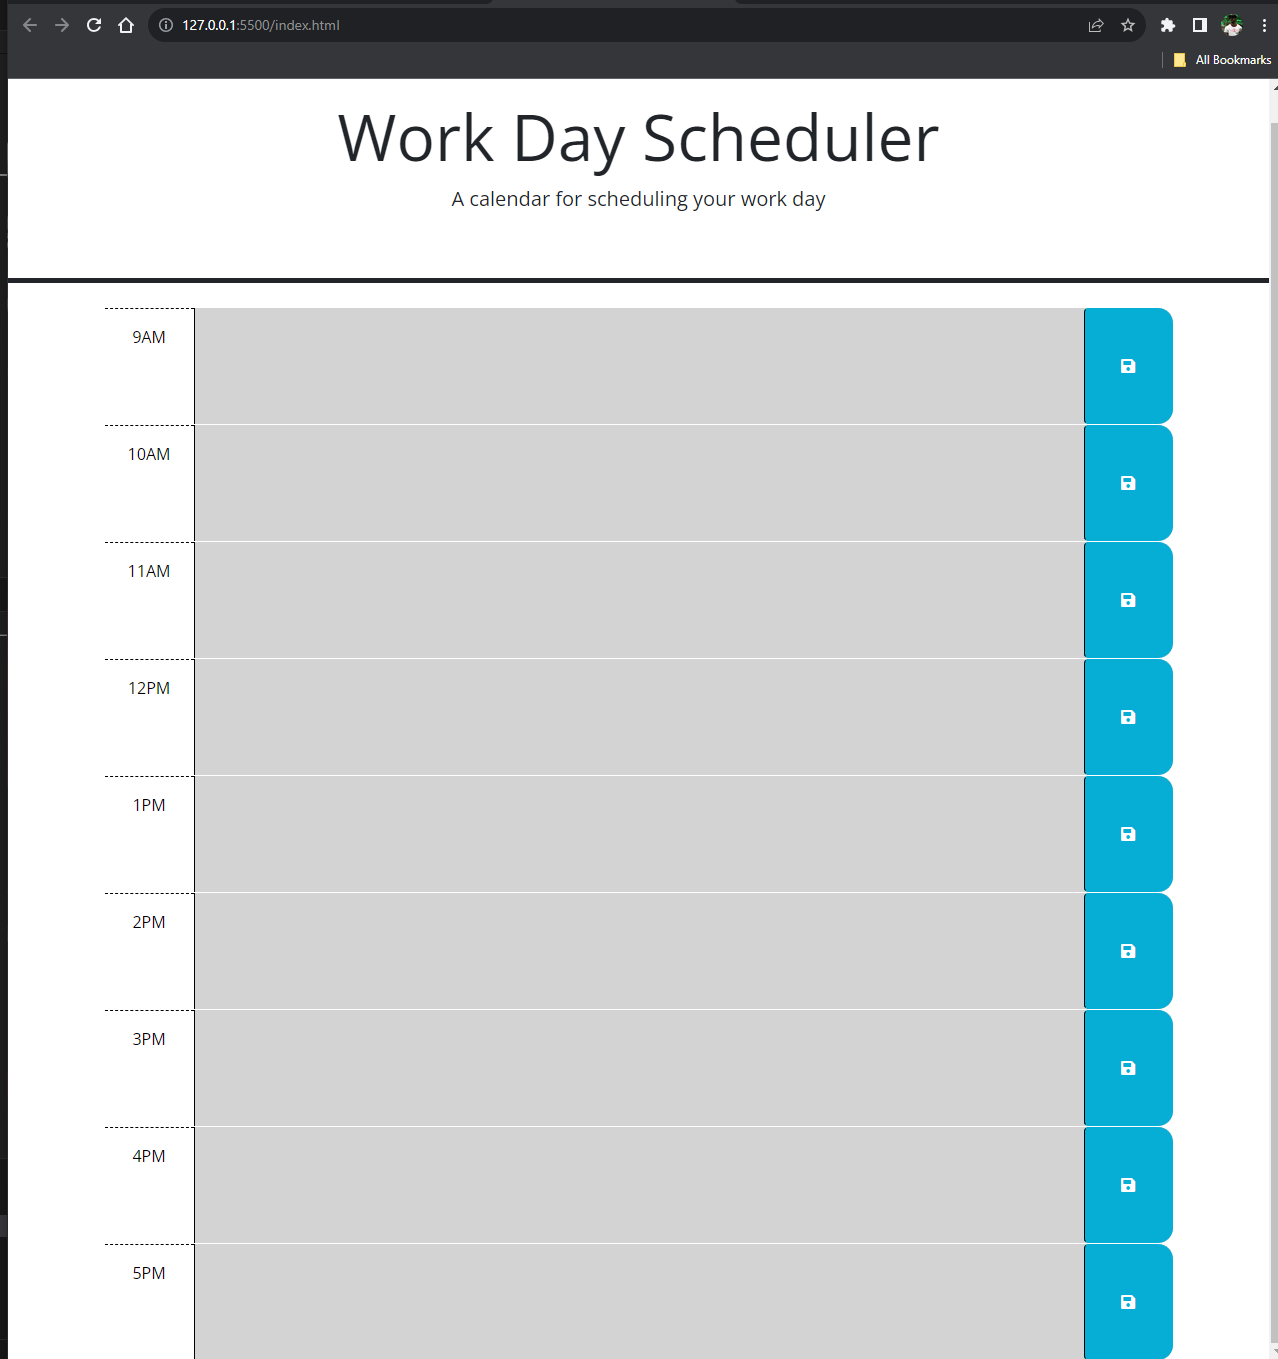 127.0.0.1:5500/index.html
All Bookmarks
Work Day Scheduler
A calendar for scheduling your work day
9AM
10AM
11AM
12PM
1PM
2PM
3PM
4PM
5PM